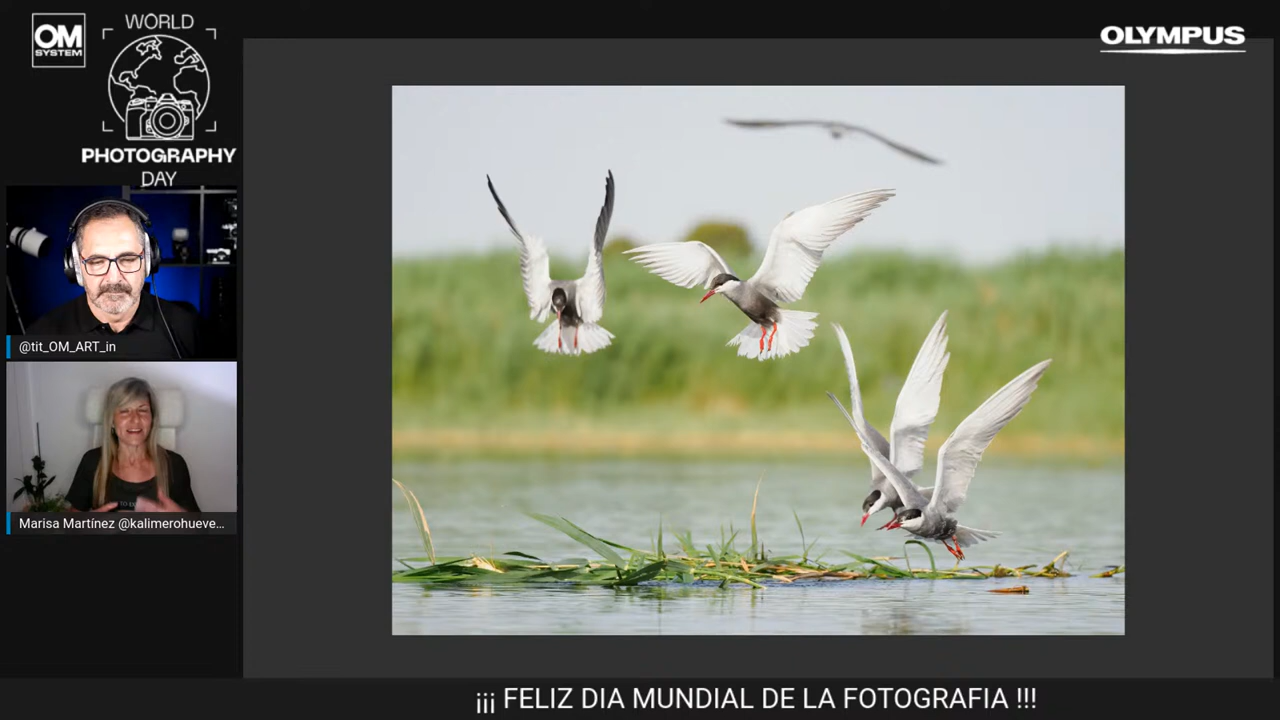 OM
SYSTEM
WORLD
PHOTOGRAPHY
DAY
OLYMPUS
@tit_OM_ART_in
Marisa Martínez @kalimerohueve...
¡¡¡ FELIZ DIA MUNDIAL DE LA FOTOGRAFIA !!!